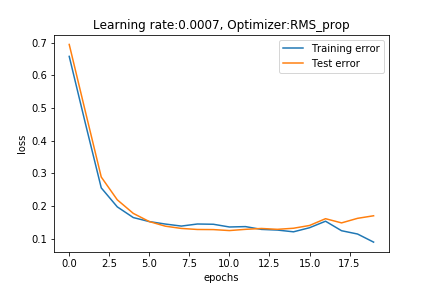 Learning rate:0.0007, Optimizer:RMS_prop
Training error
Test error
loss
0.7
0.6
0.5
0.4
0.3
0.2
0.1
0.0 2.5 5.0 7.5 10.0 12.5 15.0 17.5
epochs